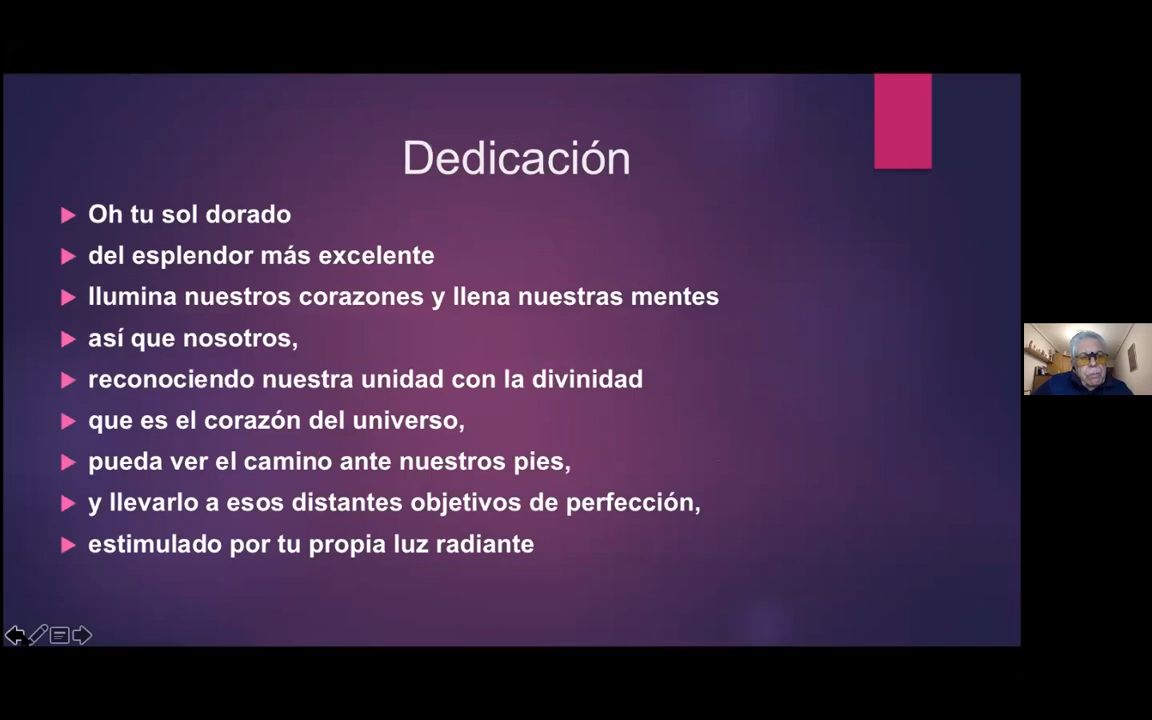 Dedicación
Oh tu sol dorado
del esplendor más excelente
Ilumina nuestros corazones y llena nuestras mentes
así que nosotros,
reconociendo nuestra unidad con la divinidad
que es el corazón del universo,
pueda ver el camino ante nuestros pies,
y llevarlo a esos distantes objetivos de perfección,
estimulado por tu propia luz radiante